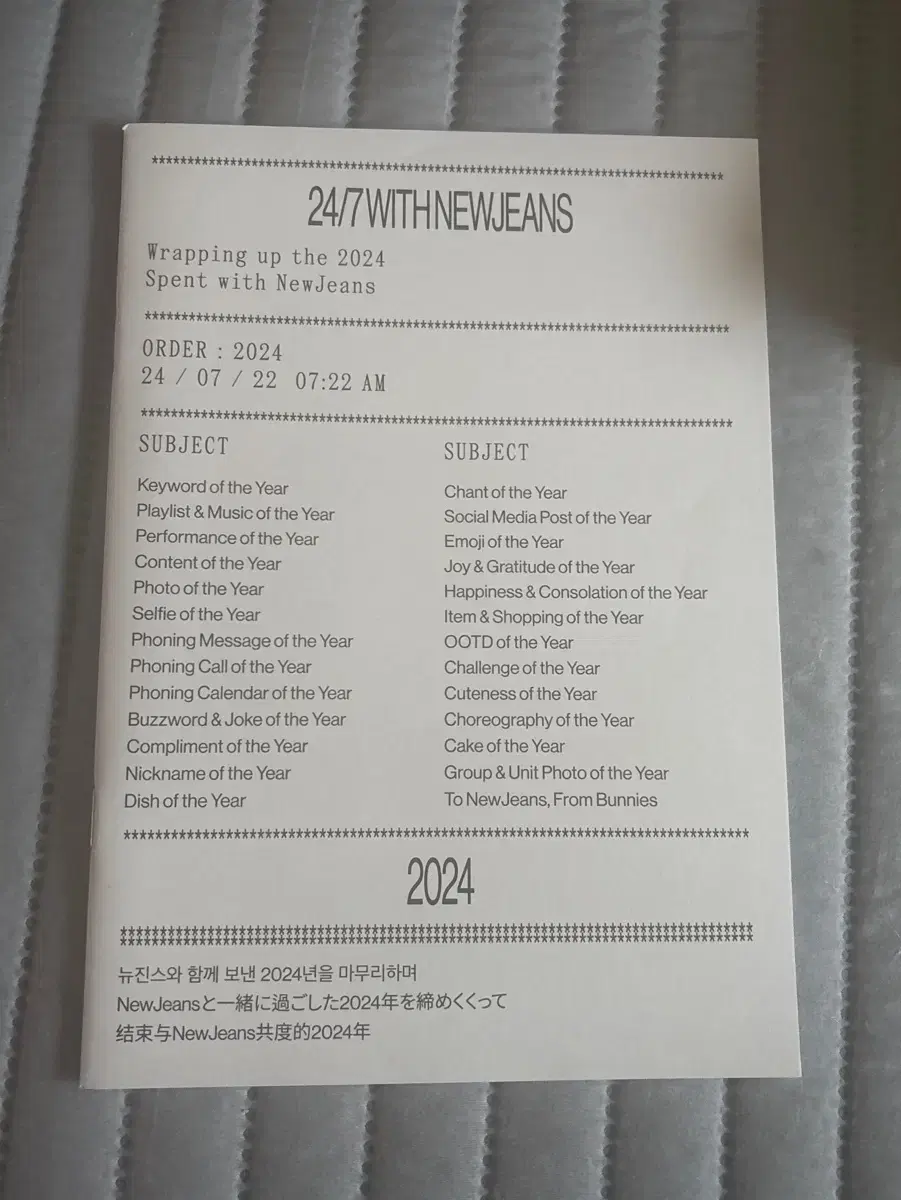 ********************************************************************************
24/7 WITH NEWJEANS
Wrapping up the 2024
Spent with NewJeans
********************************************************************************
ORDER : 2024
24 / 07 / 22 07:22 AM
********************************************************************************
SUBJECT
Keyword of the Year
Playlist & Music of the Year
Performance of the Year
Content of the Year
Photo of the Year
Selfie of the Year
Phoning Message of the Year
Phoning Call of the Year
Phoning Calendar of the Year
Buzzword & Joke of the Year
Compliment of the Year
Nickname of the Year
Dish of the Year
SUBJECT
Chant of the Year
Social Media Post of the Year
Emoji of the Year
Joy & Gratitude of the Year
Happiness & Consolation of the Year
Item & Shopping of the Year
OOTD of the Year
Challenge of the Year
Cuteness of the Year
Choreography of the Year
Cake of the Year
Group & Unit Photo of the Year
To NewJeans, From Bunnies
********************************************************************************
2024
********************************************************************************
********************************************************************************
뉴진스와 함께 보낸 2024년을 마무리하며
NewJeansと一緒に過ごした2024年を締めくくって
结束与NewJeans共度的2024年